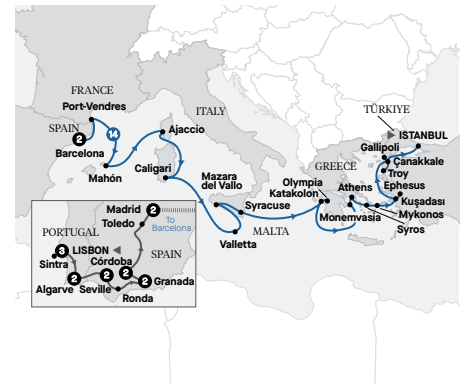 FRANCE
Port-Vendres
SPAIN
2
14
Barcelona
Mahón
Ajaccio
ITALY
Caligari
Mazara
del Vallo
Syracuse
Valletta
MALTA
TÜRKIYE
ISTANBUL
Gallipoli
Çanakkale
Troy
Ephesus
GREECE
Olympia
Katakolon
Athens
Kuşadası
Monemvasia
Mykonos
Syros
Madrid
2
To
Barcelona
Toledo
PORTUGAL
3
LISBON
Sintra
SPAIN
Córdoba
2
2
2
2
Granada
Algarve
Seville
Ronda